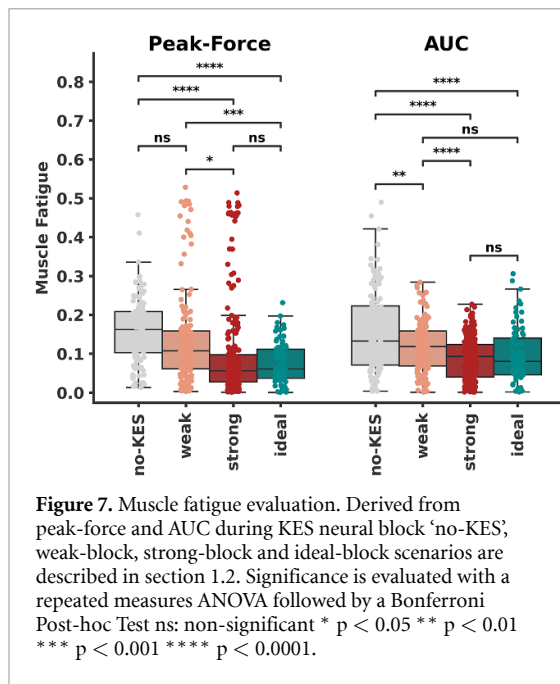 Peak-Force AUC
Muscle Fatigue
0.8
0.7
0.6
0.5
0.4
0.3
0.2
0.1
0.0
****
****
***
ns ns
*
****
****
ns
****
**
ns
no-KES weak strong ideal no-KES weak strong ideal
Figure 7. Muscle fatigue evaluation. Derived from
peak-force and AUC during KES neural block ‘no-KES’,
weak-block, strong-block and ideal-block scenarios are
described in section 1.2. Significance is evaluated with a
repeated measures ANOVA followed by a Bonferroni
Post-hoc Test ns: non-significant * p < 0.05 ** p < 0.01
*** p < 0.001 **** p < 0.0001.